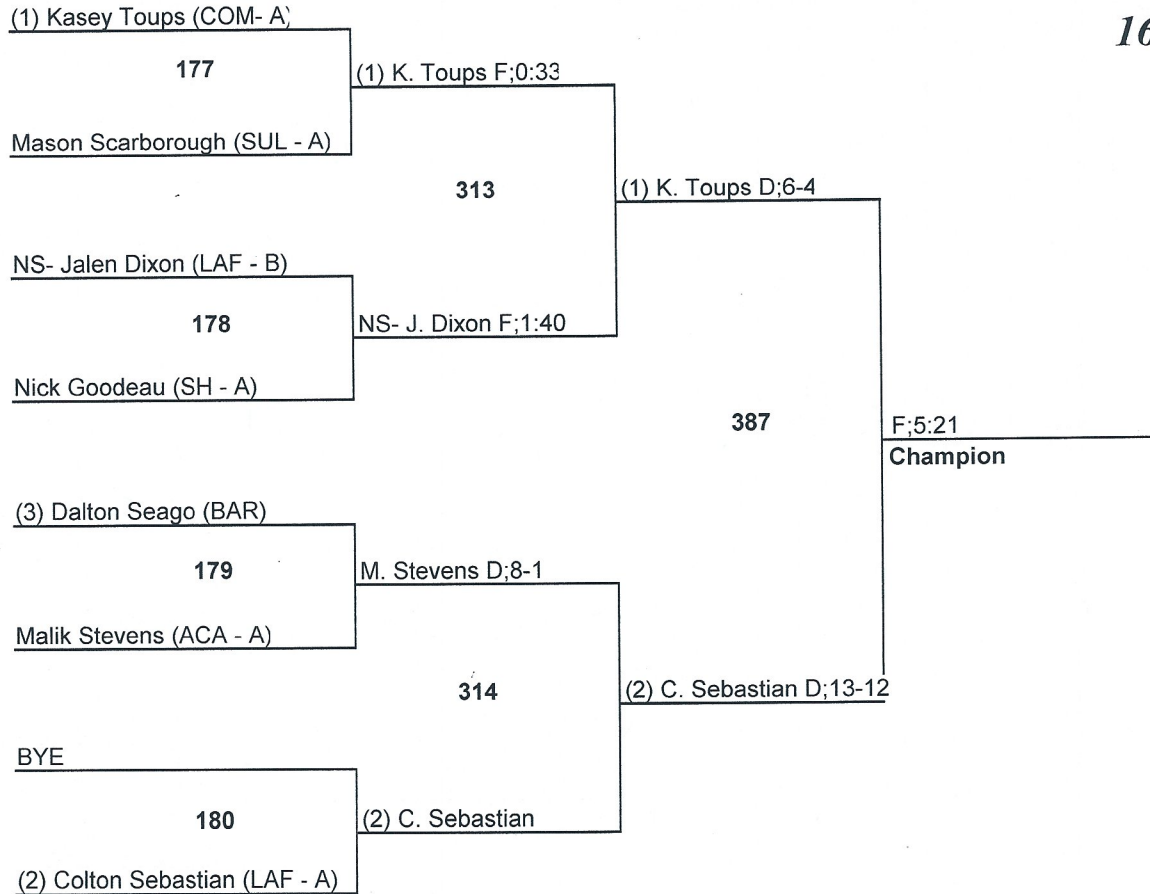 (1) Kasey Toups (COM- A)
16
177
(1) K. Toups F;0:33
Mason Scarborough (SUL - A)
313
(1) K. Toups D;6-4
NS- Jalen Dixon (LAF - B)
178
NS- J. Dixon F;1:40
Nick Goodeau (SH - A)
387
F;5:21
Champion
(3) Dalton Seago (BAR)
179
M. Stevens D;8-1
Malik Stevens (ACA - A)
314
(2) C. Sebastian D;13-12
BYE
180
(2) C. Sebastian
(2) Colton Sebastian (LAF - A)